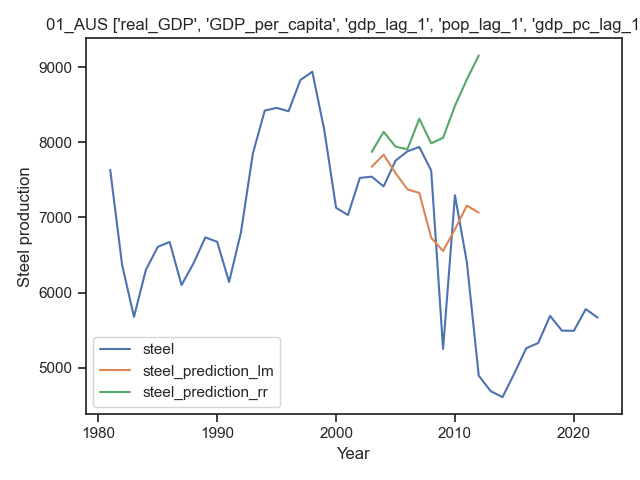 01_AUS ['real_GDP', 'GDP_per_capita', 'gdp_lag_1', 'pop_lag_1', 'gdp_pc_lag_1
Steel production
9000
8000
7000
6000
5000
steel
steel_prediction_lm
steel_prediction_rr
1980 1990 2000 2010 2020
Year